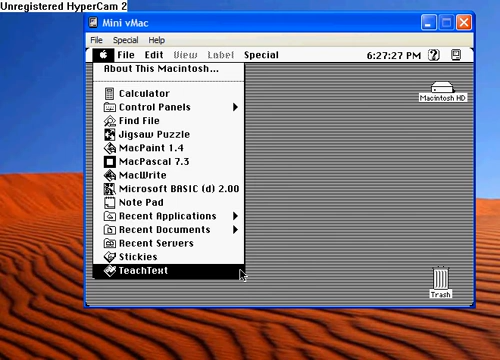 Unregistered HyperCam 2
Mini vMac
File Special Help
File Edit View Label Special 6:27:27 PM
About This Macintosh...
Calculator
Control Panels
Find File
Jigsaw Puzzle
MacPaint 1.4
MacPascal 7.3
MacWrite
Microsoft BASIC (d) 2.00
Note Pad
Recent Applications
Recent Documents
Recent Servers
Stickies
TeachText
Macintosh HD
Trash